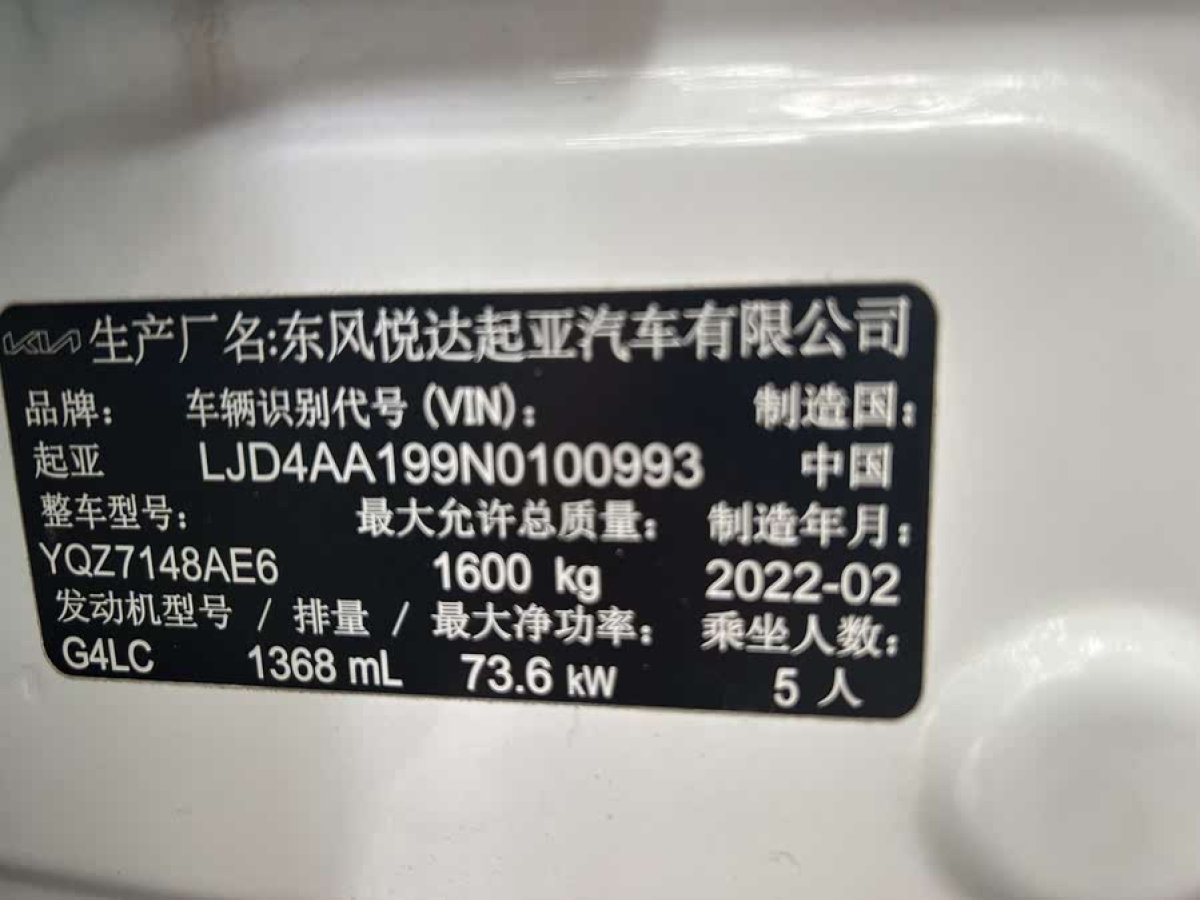 KIA 生产厂名:东风悦达起亚汽车有限公司
品牌: 车辆识别代号(VIN): 制造国:
起亚 LJD4AA199N0100993 中国
整车型号: 最大允许总质量: 制造年月:
YQZ7148AE6 1600 kg 2022-02
发动机型号 / 排量 / 最大净功率: 乘坐人数:
G4LC 1368 mL 73.6 kW 5 人